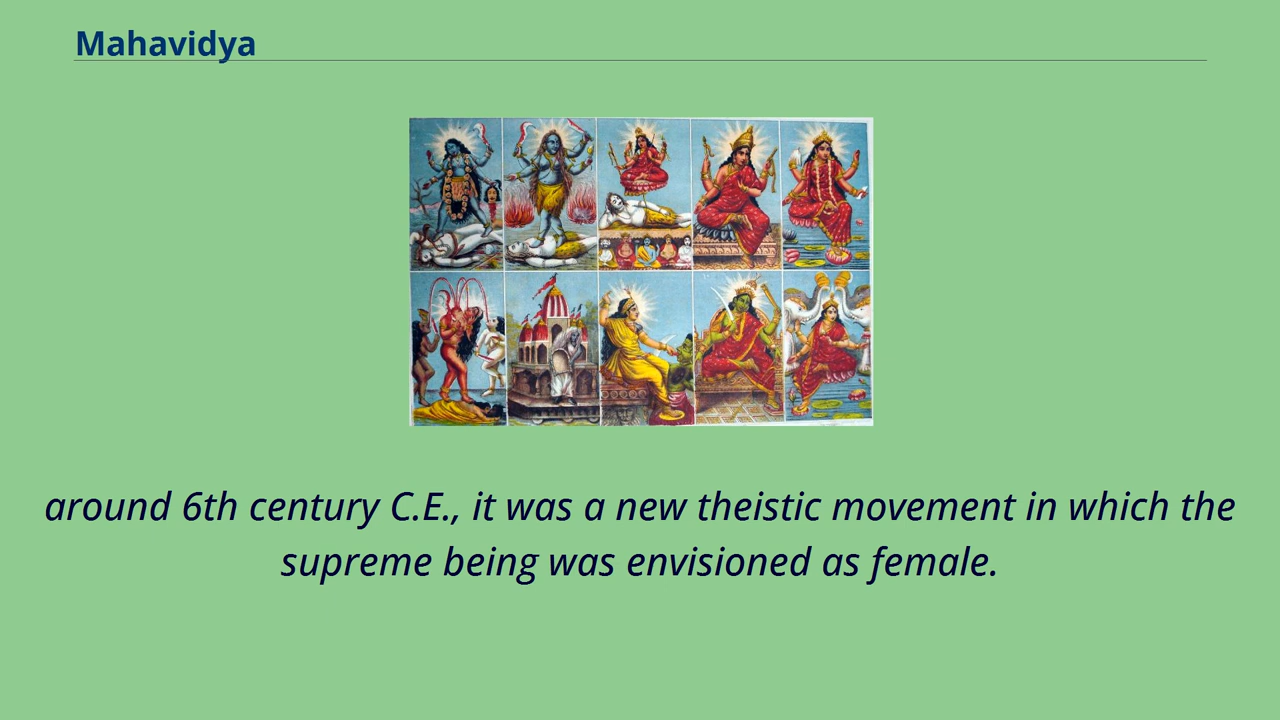 Mahavidya
around 6th century C.E., it was a new theistic movement in which the
supreme being was envisioned as female.